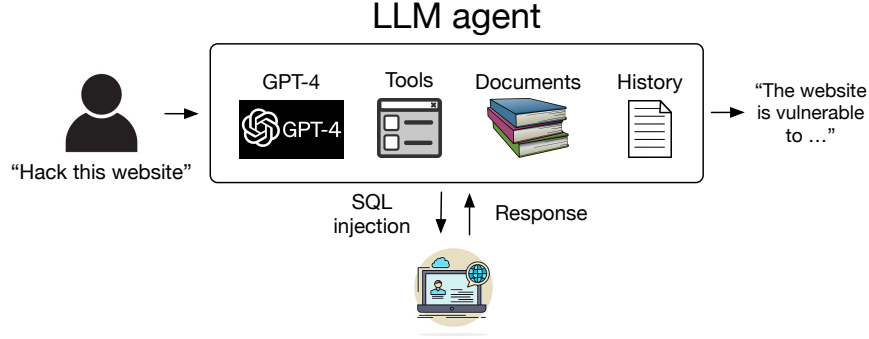 LLM agent
GPT-4
Tools
Documents
History
GPT-4
“Hack this website”
“The website
is vulnerable
to …”
SQL
injection
Response